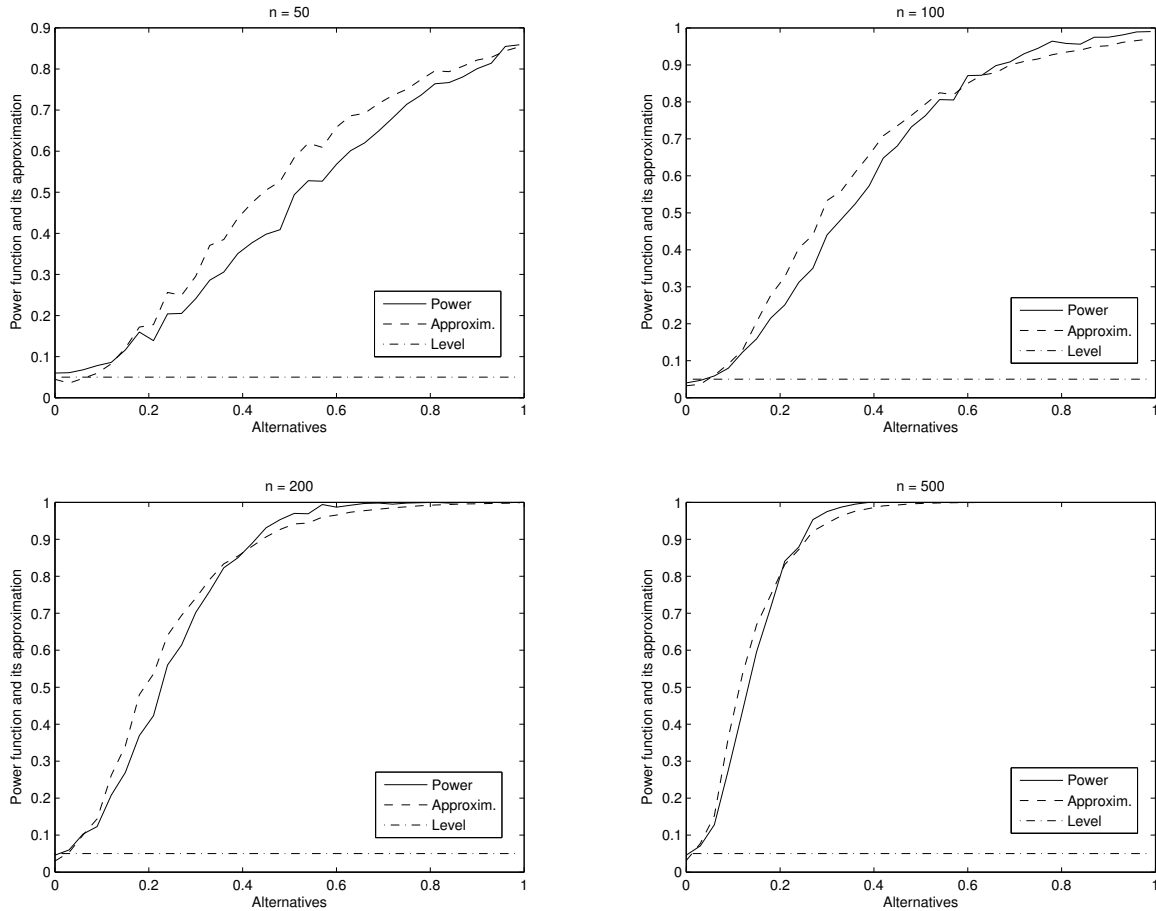 n = 50
Power function and its approximation
0.9
0.8
0.7
0.6
0.5
0.4
0.3
0.2
0.1
0
0 0.2 0.4 0.6 0.8 1
Alternatives
Power
Approxim.
Level
n = 100
Power function and its approximation
1
0.9
0.8
0.7
0.6
0.5
0.4
0.3
0.2
0.1
0
0 0.2 0.4 0.6 0.8 1
Alternatives
Power
Approxim.
Level
n = 200
Power function and its approximation
1
0.9
0.8
0.7
0.6
0.5
0.4
0.3
0.2
0.1
0
0 0.2 0.4 0.6 0.8 1
Alternatives
Power
Approxim.
Level
n = 500
Power function and its approximation
1
0.9
0.8
0.7
0.6
0.5
0.4
0.3
0.2
0.1
0
0 0.2 0.4 0.6 0.8 1
Alternatives
Power
Approxim.
Level